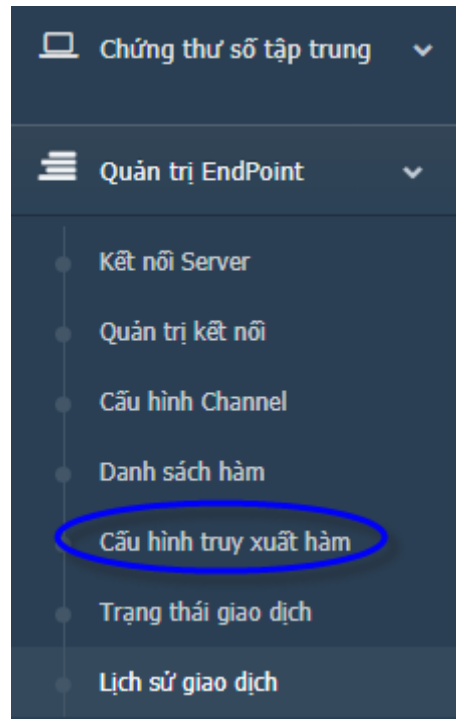 Chứng thư số tập trung
Quản trị EndPoint
Kết nối Server
Quản trị kết nối
Cấu hình Channel
Danh sách hàm
Cấu hình truy xuất hàm
Trạng thái giao dịch
Lịch sử giao dịch